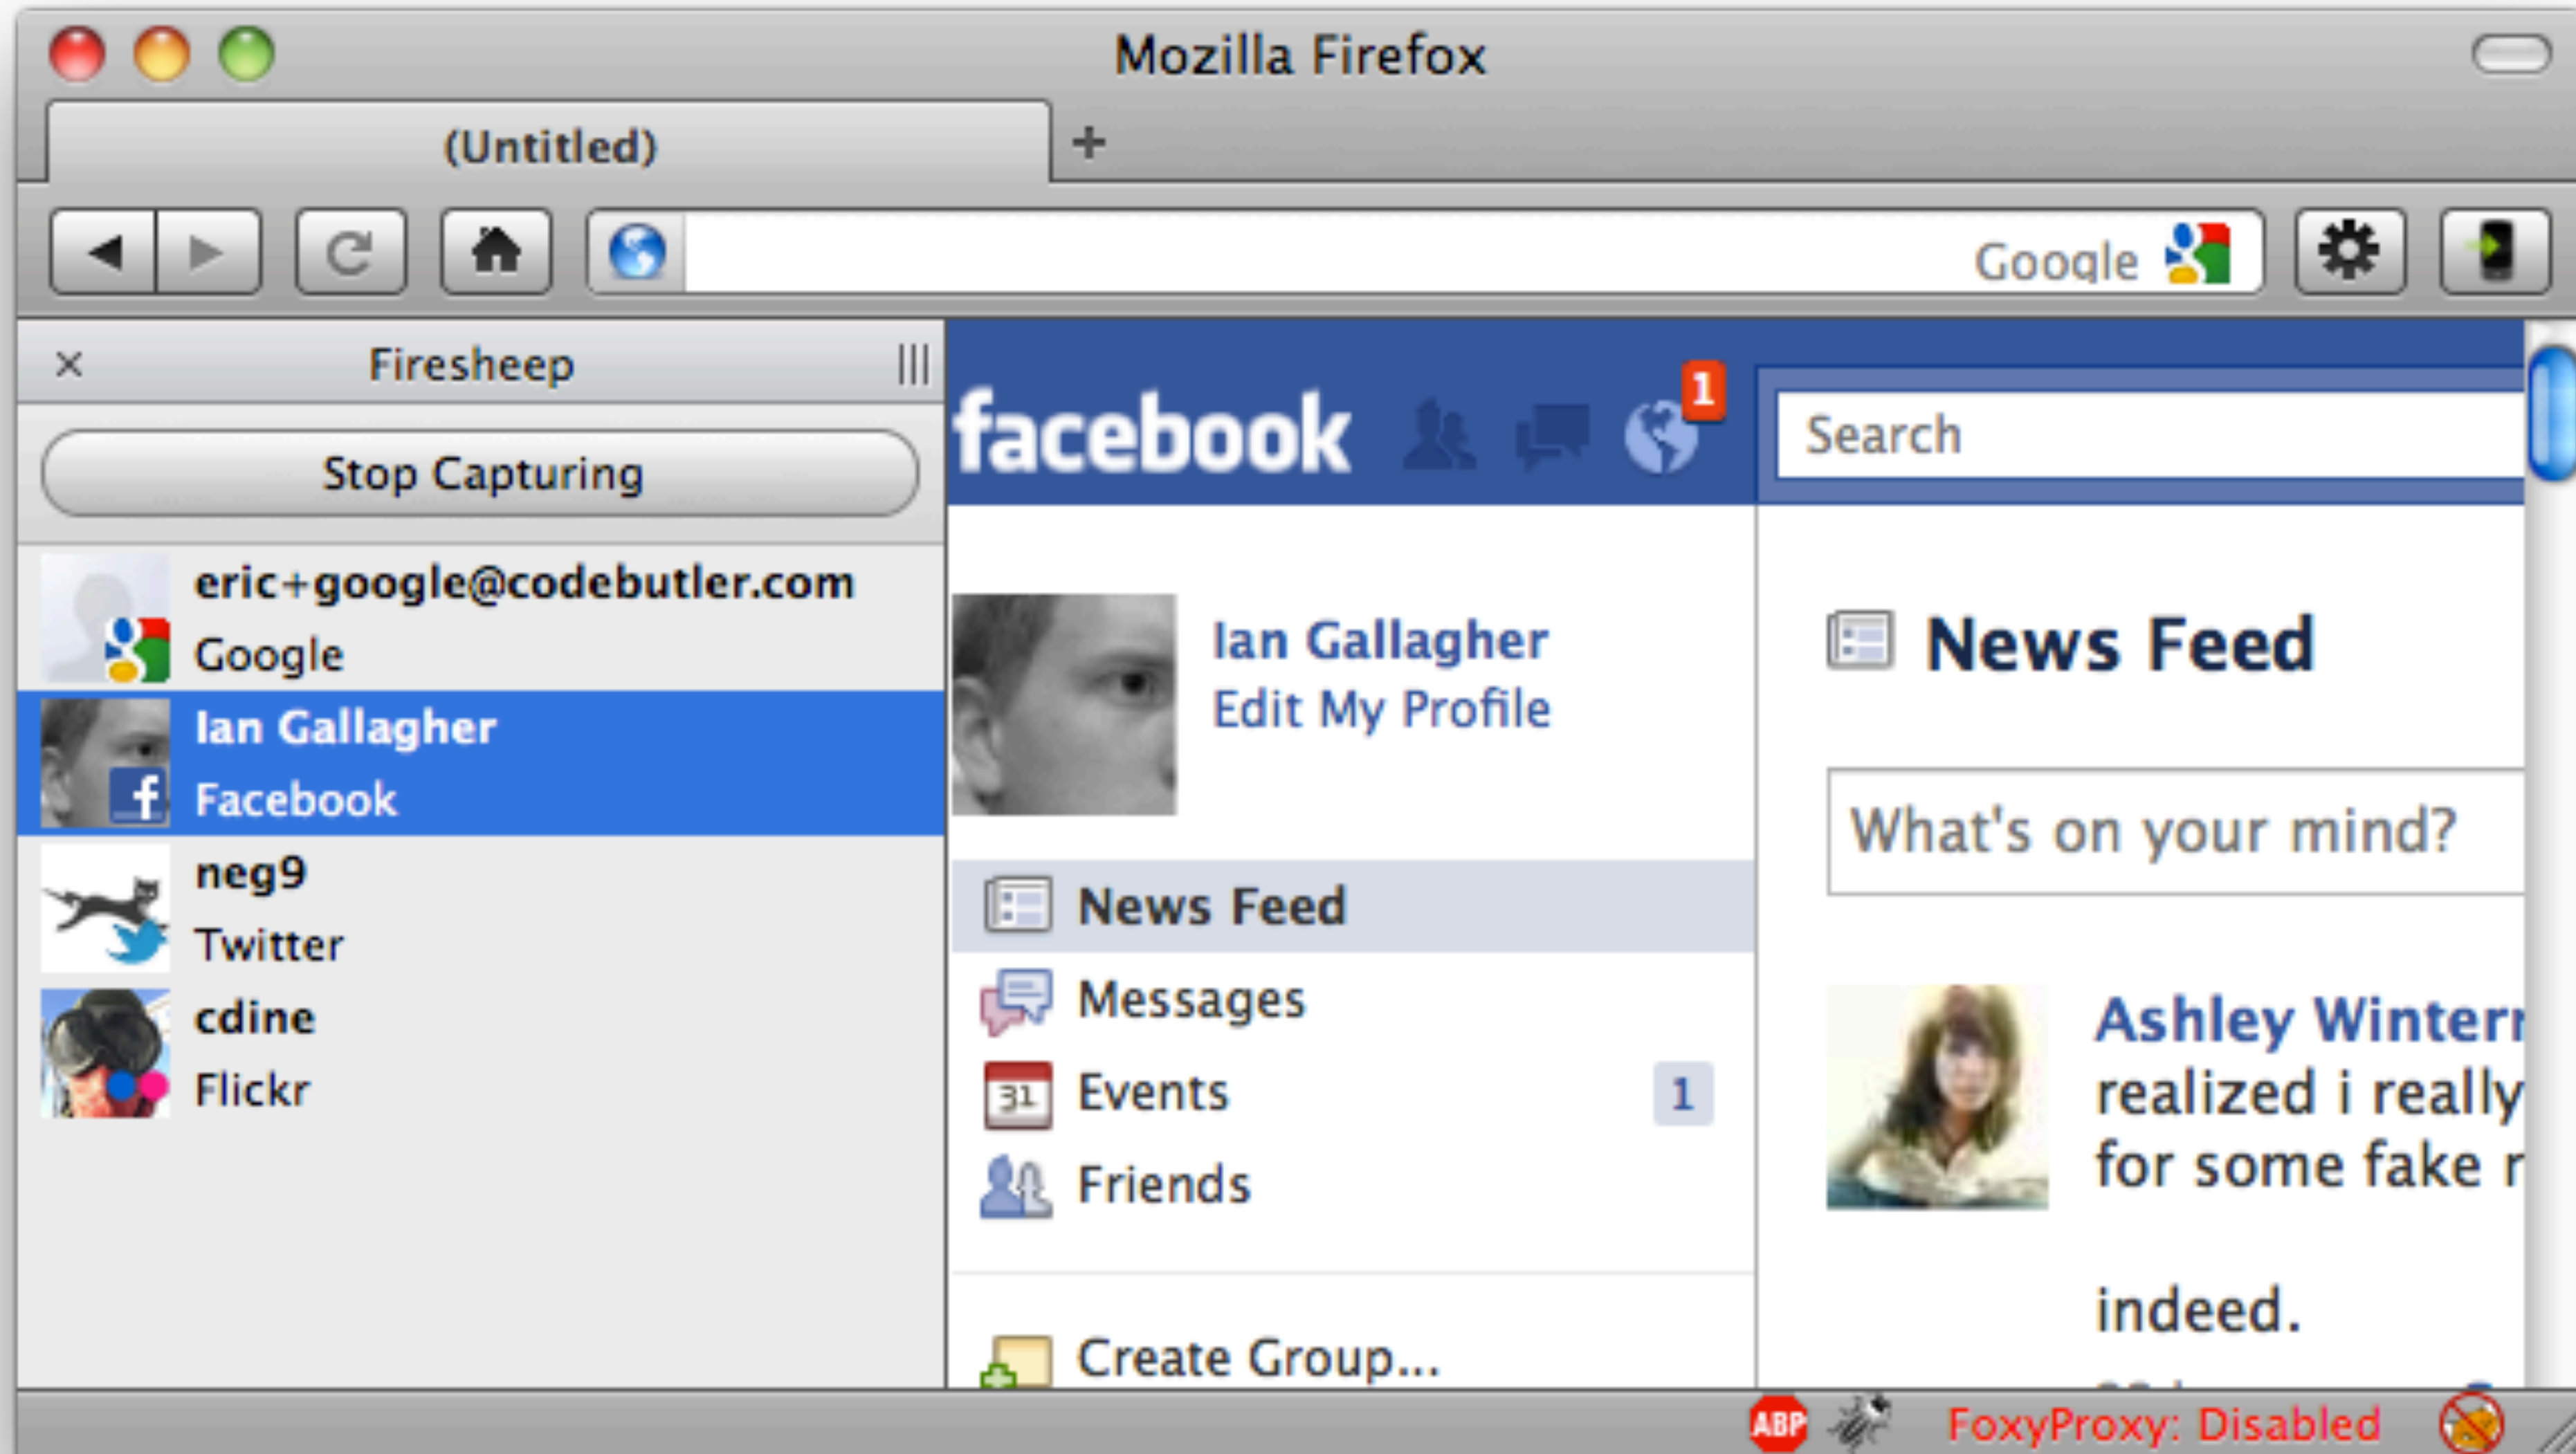 Mozilla Firefox
(Untitled)
+
Google
× Firesheep
Stop Capturing
eric+google@codebutler.com
Google
Ian Gallagher
f
Facebook
neg9
Twitter
cdine
Flickr
facebook
1
Search
Ian Gallagher
Edit My Profile
News Feed
Messages
31
Events
1
Friends
Create Group...
News Feed
What's on your mind?
Ashley
realized i really
for some fake
indeed.
ABP
FoxyProxy: Disabled